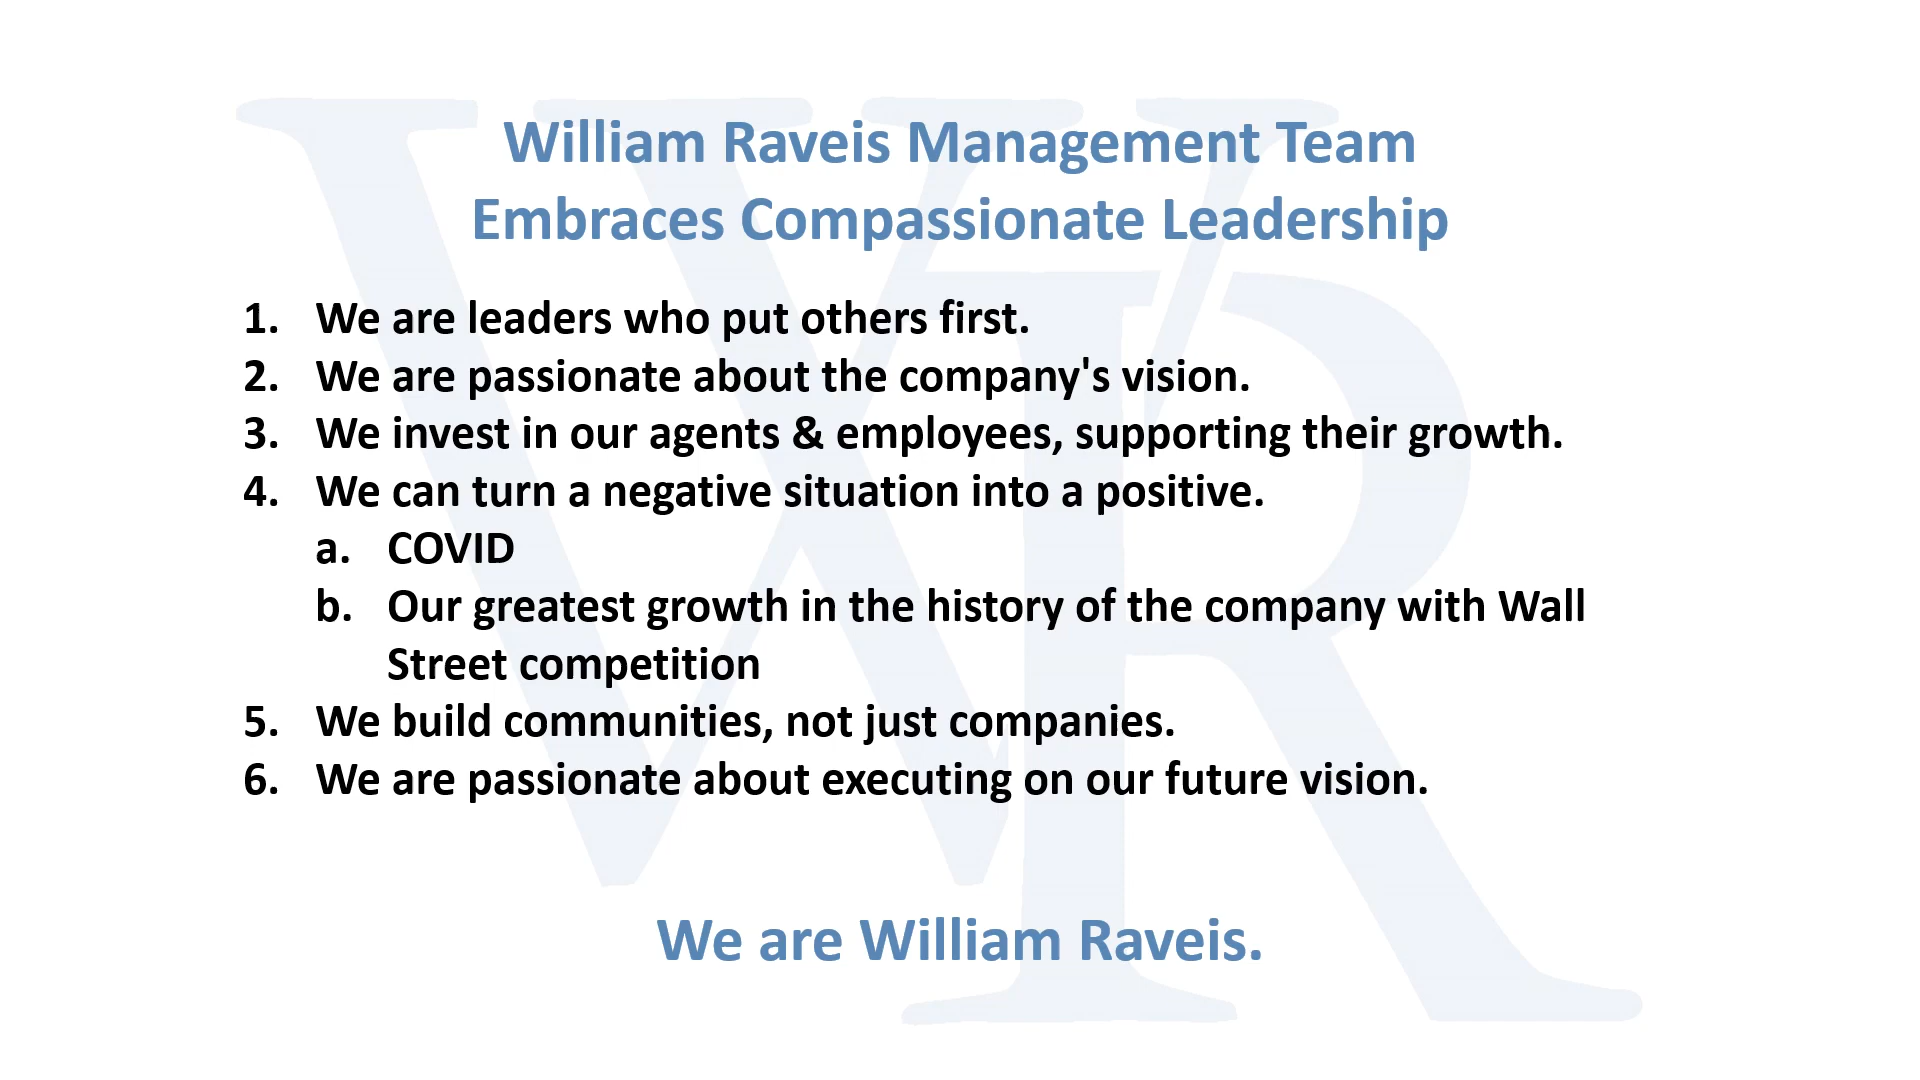 William Raveis Management Team
Embraces Compassionate Leadership
1. We are leaders who put others first.
2. We are passionate about the company's vision.
3. We invest in our agents & employees, supporting their growth.
4. We can turn a negative situation into a positive.
a. COVID
b. Our greatest growth in the history of the company with Wall
Street competition
5. We build communities, not just companies.
6. We are passionate about executing on our future vision.
We are William Raveis.